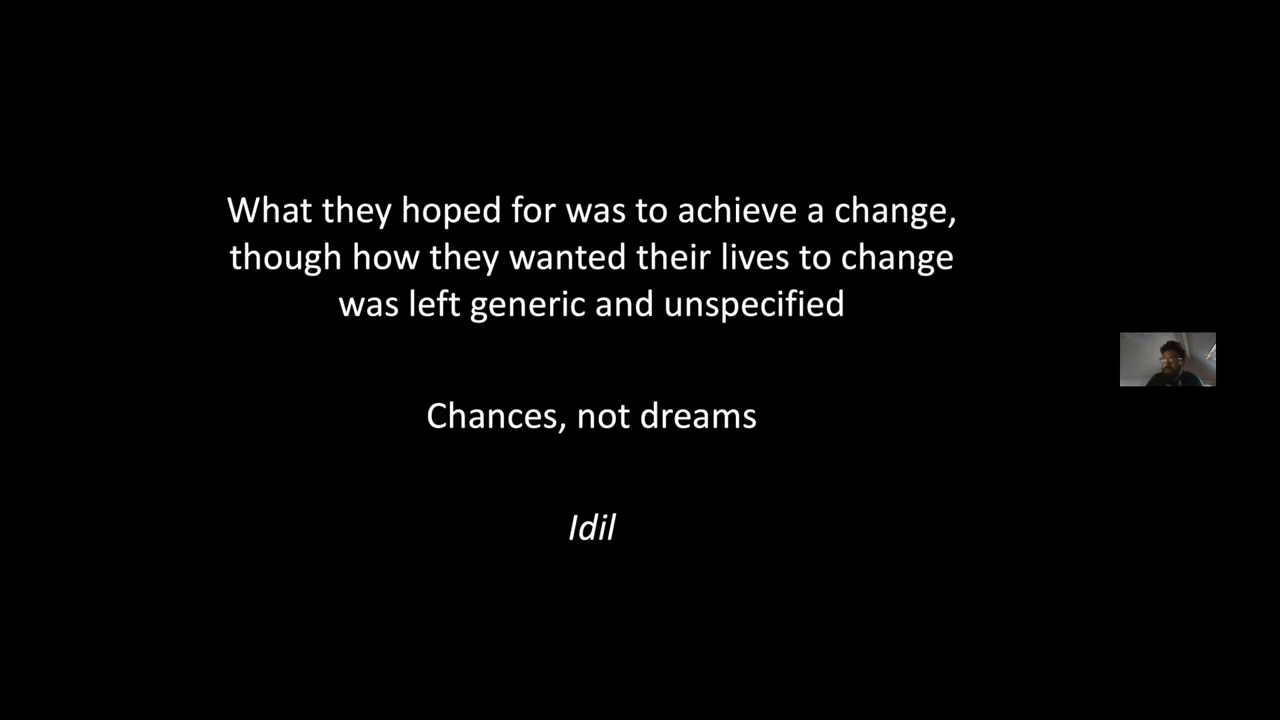 What they hoped for was to achieve a change,
though how they wanted their lives to change
was left generic and unspecified
Chances, not dreams
Idil